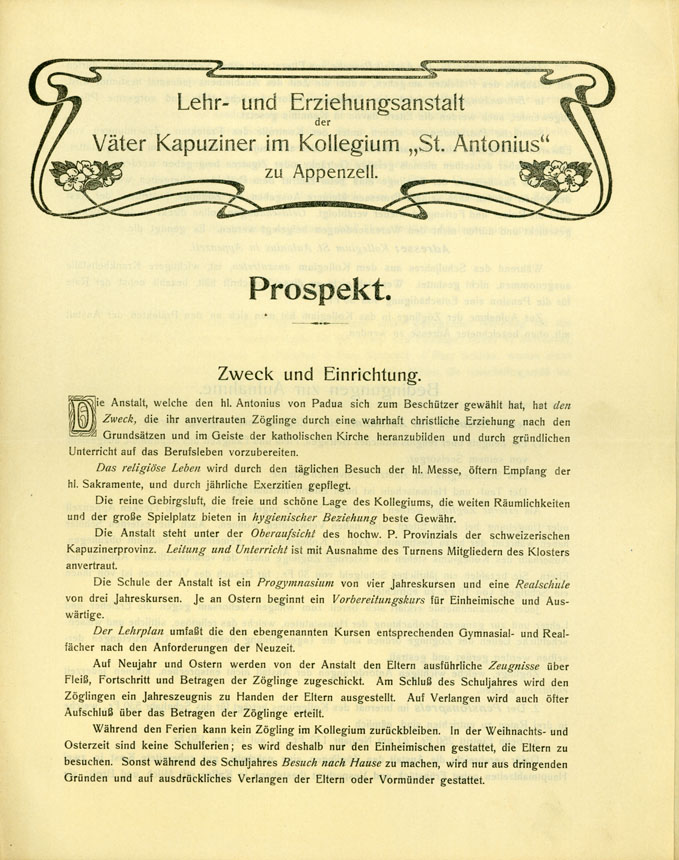 Lehr- und Erziehungsanstalt
der
Väter Kapuziner im Kollegium „St. Antonius“
zu Appenzell.
Prospekt.
Zweck und Einrichtung.
Die Anstalt, welche den hl. Antonius von Padua sich zum Beschützer gewählt hat, hat den
Zweck, die ihr anvertrauten Zöglinge durch eine wahrhaft christliche Erziehung nach den
Grundsätzen und im Geiste der katholischen Kirche heranzubilden und durch gründlichen
Unterricht auf das Berufsleben vorzubereiten.
Das religiöse Leben wird durch den täglichen Besuch der hl. Messe, öftern Empfang der
hl. Sakramente, und durch jährliche Exerzitien gepflegt.
Die reine Gebirgsluft, die freie und schöne Lage des Kollegiums, die weiten Räumlichkeiten
und der große Spielplatz bieten in hygienischer Beziehung beste Gewähr.
Die Anstalt steht unter der Oberaufsicht des hochw. P. Provinzials der schweizerischen
Kapuzinerprovinz. Leitung und Unterricht ist mit Ausnahme des Turnens Mitgliedern des Klosters
anvertraut.
Die Schule der Anstalt ist ein Progymnasium von vier Jahreskursen und eine Realschule
von drei Jahreskursen. Je an Ostern beginnt ein Vorbereitungskurs für Einheimische und Aus-
wärtige.
Der Lehrplan umfaßt die den ebengenannten Kursen entsprechenden Gymnasial- und Real-
fächer nach den Anforderungen der Neuzeit.
Auf Neujahr und Ostern werden von der Anstalt den Eltern ausführliche Zeugnisse über
Fleiß, Fortschritt und Betragen der Zöglinge zugeschickt. Am Schluß des Schuljahres wird den
Zöglingen ein Jahreszeugnis zu Handen der Eltern ausgestellt. Auf Verlangen wird auch öfter
Aufschluß über das Betragen der Zöglinge erteilt.
Während den Ferien kann kein Zögling im Kollegium zurückbleiben. In der Weihnachts- und
Osterzeit sind keine Schulferien; es wird deshalb nur den Einheimischen gestattet, die Eltern zu
besuchen. Sonst während des Schuljahres Besuch nach Hause zu machen, wird nur aus dringenden
Gründen und auf ausdrückliches Verlangen der Eltern oder Vormünder gestattet.